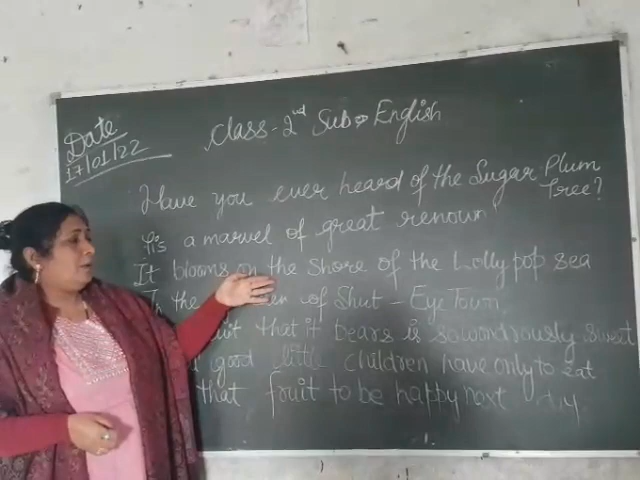 Date
17/01/22
Class - 2nd Sub English
Have you ever heard of the Sugar Plum Tree?
'Tis a marvel of great renown
It blooms on the Shore of the Lolly pop sea
the of Shut - Eye Town,
that it bears is so wondrously sweet
good little children have only to eat
that fruit to be happy next